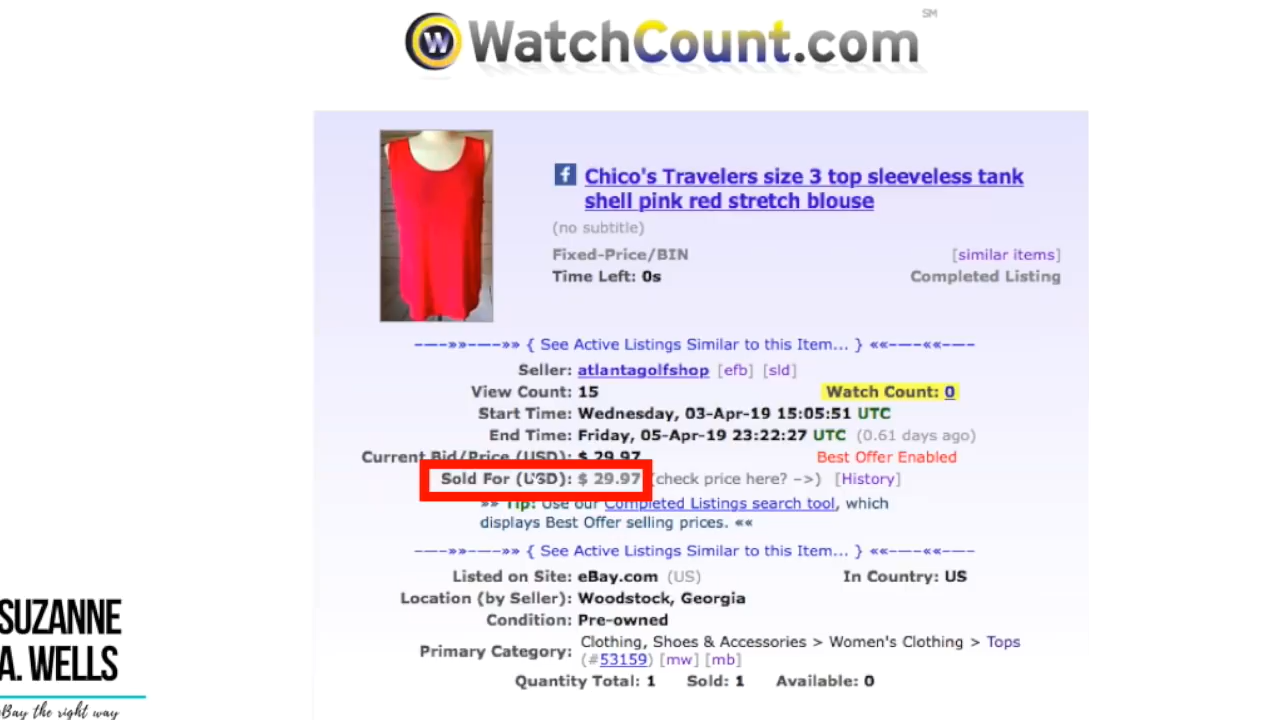 WatchCount.com SM
Chico's Travelers size 3 top sleeveless tank
shell pink red stretch blouse
(no subtitle)
Fixed-Price/BIN [similar items]
Time Left: 0s Completed Listing
——-»»——-»» { See Active Listings Similar to this Item... } ««-——««-——
Seller: atlantagolfshop [efb] [sld]
View Count: 15 Watch Count: 0
Start Time: Wednesday, 03-Apr-19 15:05:51 UTC
End Time: Friday, 05-Apr-19 23:22:27 UTC (0.61 days ago)
Current Bid/Price (USD): $ 29.97 Best Offer Enabled
Sold For (USD): $ 29.97 (check price here? –>) [History]
»» Tip: Use our Completed Listings search tool, which
displays Best Offer selling prices. ««
——-»»——-»» { See Active Listings Similar to this Item... } ««-——««-——
Listed on Site: eBay.com (US) In Country: US
Location (by Seller): Woodstock, Georgia
Condition: Pre-owned
Primary Category: Clothing, Shoes & Accessories > Women's Clothing > Tops
(#53159) [mw] [mb]
Quantity Total: 1 Sold: 1 Available: 0
SUZANNE
A. WELLS
eBay the right way